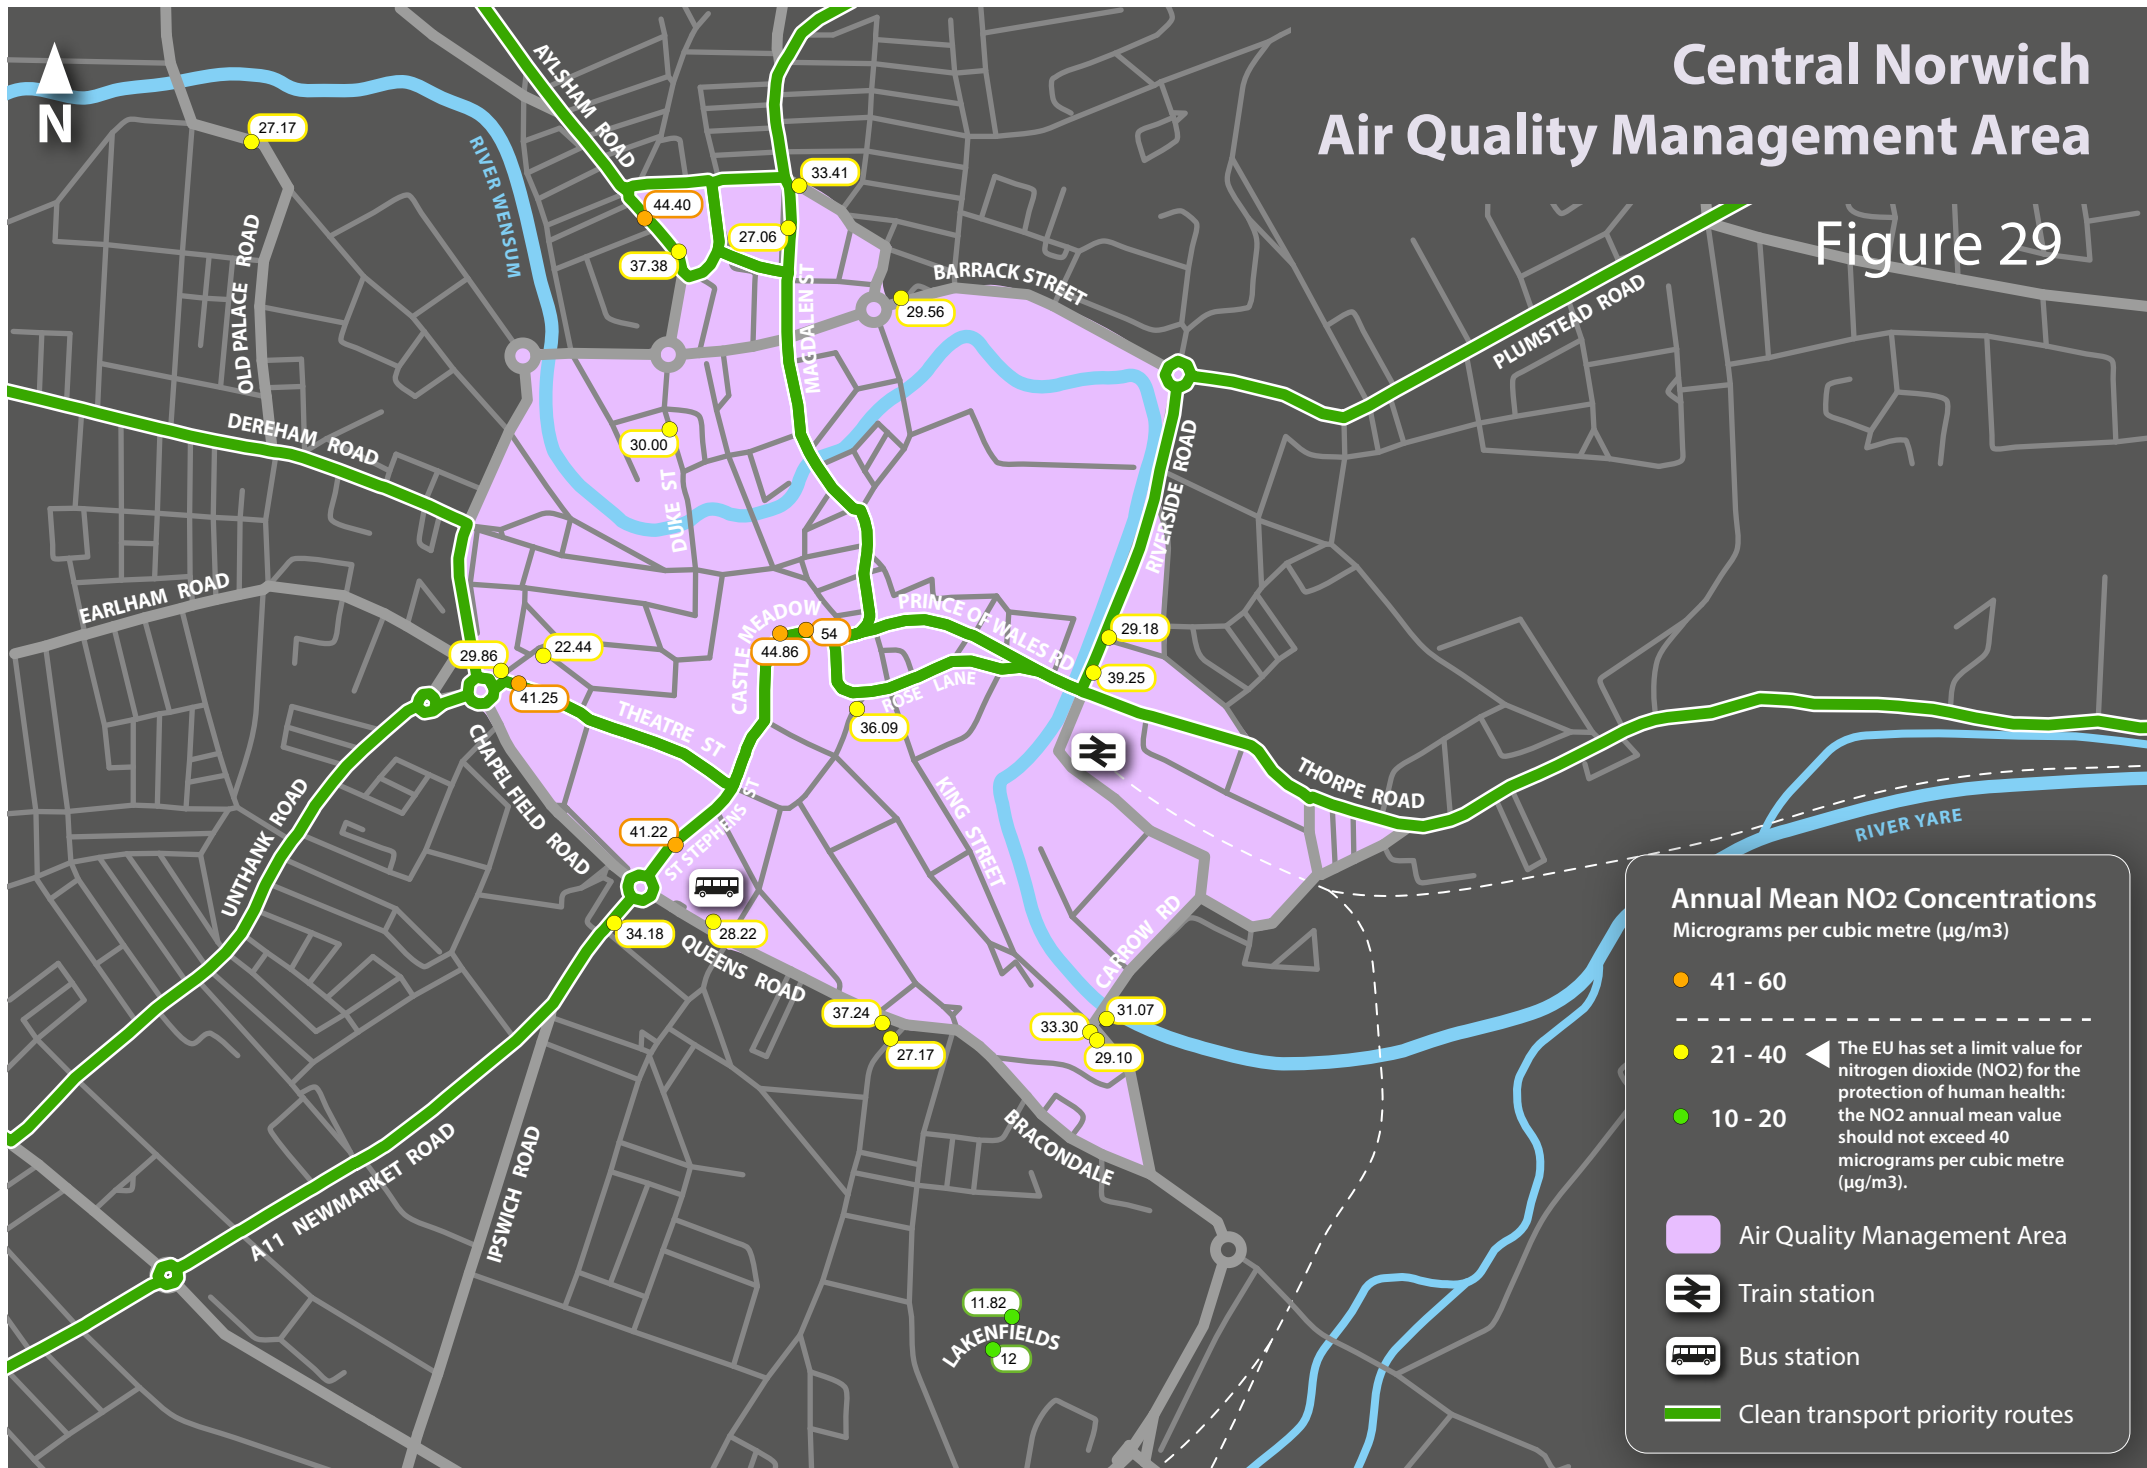 Central Norwich
Air Quality Management Area
Figure 29
N
AYLSHAM ROAD
27.17
RIVER WENSUM
33.41
44.40
27.06
37.38
OLD PALACE ROAD
BARRACK STREET
29.56
MAGDALEN ST
PLUMSTEAD ROAD
DEREHAM ROAD
30.00
DUKE ST
RIVERSIDE ROAD
EARLHAM ROAD
CASTLE MEADOW
PRINCE OF WALES RD
54
44.86
29.18
22.44
29.86
39.25
41.25
ROSE LANE
36.09
THEATRE ST
CHAPEL FIELD ROAD
THORPE ROAD
UNTHANK ROAD
KING STREET
ST STEPHENS ST
41.22
RIVER YARE
34.18
28.22
QUEENS ROAD
CARROW RD
37.24
27.17
31.07
33.30
29.10
BRACONDALE
A11 NEWMARKET ROAD
IPSWICH ROAD
11.82
LAKENFIELDS
12
Annual Mean NO2 Concentrations
Micrograms per cubic metre (µg/m3)
41 - 60
21 - 40
10 - 20
The EU has set a limit value for
nitrogen dioxide (NO2) for the
protection of human health:
the NO2 annual mean value
should not exceed 40
micrograms per cubic metre
(µg/m3).
Air Quality Management Area
Train station
Bus station
Clean transport priority routes